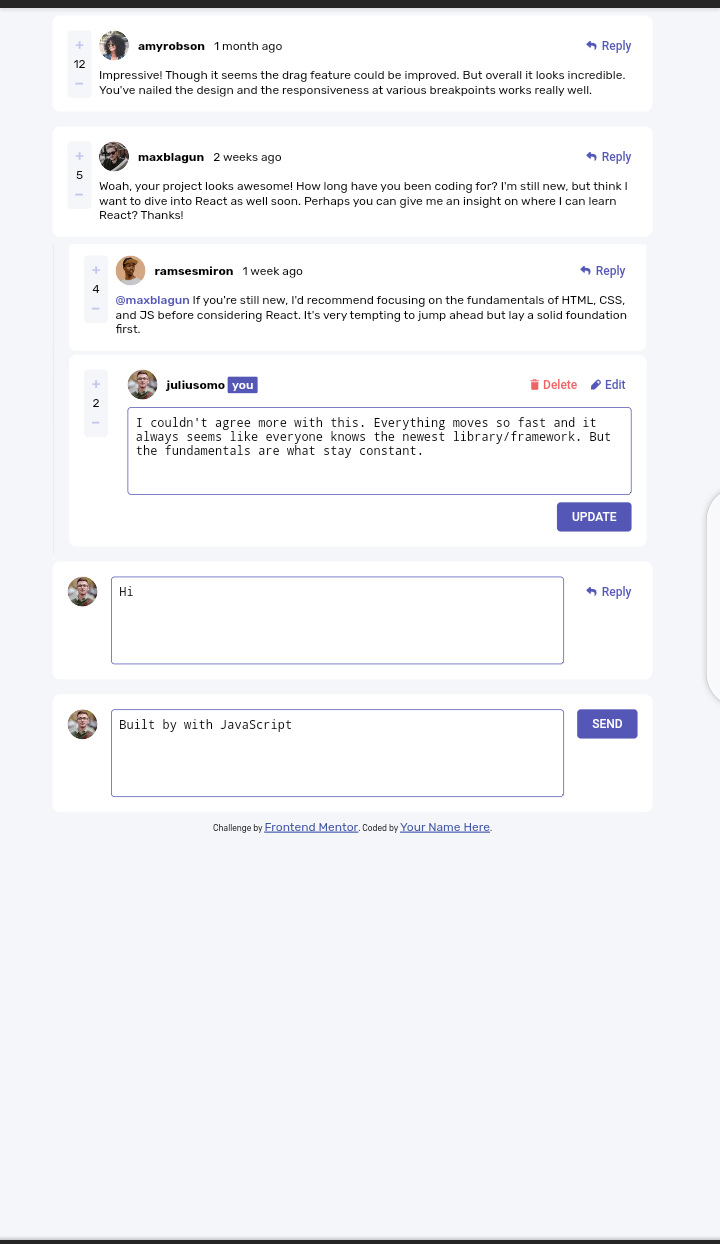 +
12
−
amyrobson 1 month ago Reply
Impressive! Though it seems the drag feature could be improved. But overall it looks incredible.
You've nailed the design and the responsiveness at various breakpoints works really well.
+
5
−
maxblagun 2 weeks ago Reply
Woah, your project looks awesome! How long have you been coding for? I'm still new, but think I
want to dive into React as well soon. Perhaps you can give me an insight on where I can learn
React? Thanks!
+
4
−
ramsesmiron 1 week ago Reply
@maxblagun If you're still new, I'd recommend focusing on the fundamentals of HTML, CSS,
and JS before considering React. It's very tempting to jump ahead but lay a solid foundation
first.
+
2
−
juliusomo you Delete Edit
I couldn't agree more with this. Everything moves so fast and it
always seems like everyone knows the newest library/framework. But
the fundamentals are what stay constant.
UPDATE
Hi
Reply
Built by with JavaScript
SEND
Challenge by Frontend Mentor. Coded by Your Name Here.